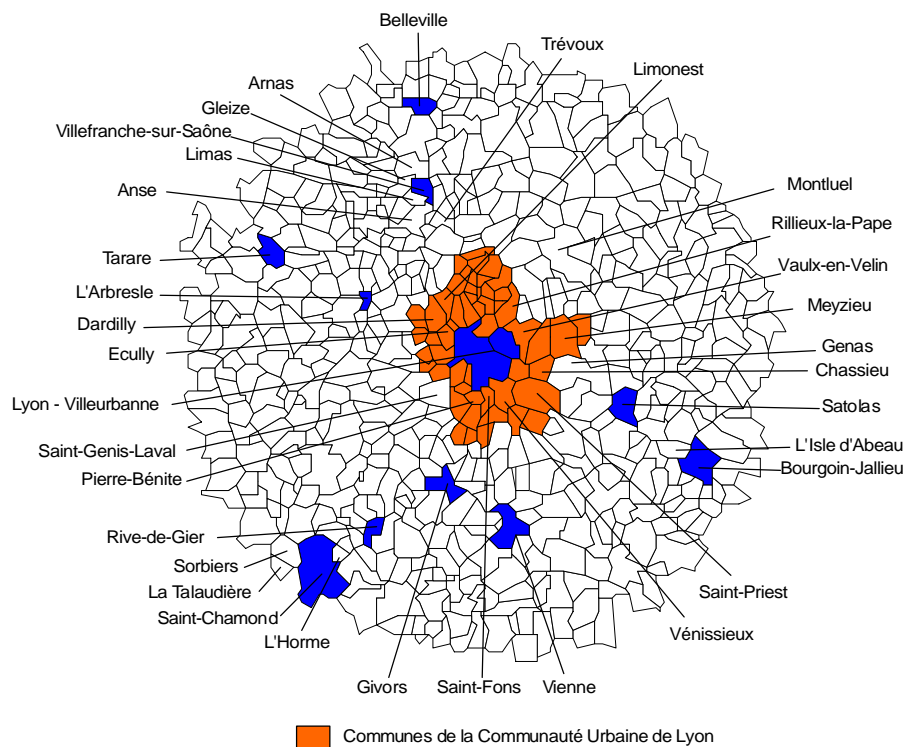 Belleville
Trévoux
Limonest
Arnas
Gleize
Villefranche-sur-Saône
Limas
Anse
Montluel
Rillieux-la-Pape
Tarare
Vaulx-en-Velin
L'Arbresle
Meyzieu
Dardilly
Genas
Ecully
Chassieu
Lyon - Villeurbanne
Satolas
Saint-Genis-Laval
L'Isle d'Abeau
Pierre-Bénite
Bourgoin-Jallieu
Rive-de-Gier
Sorbiers
La Talaudière
Saint-Priest
Saint-Chamond
Vénissieux
L'Horme
Givors
Saint-Fons
Vienne
Communes de la Communauté Urbaine de Lyon